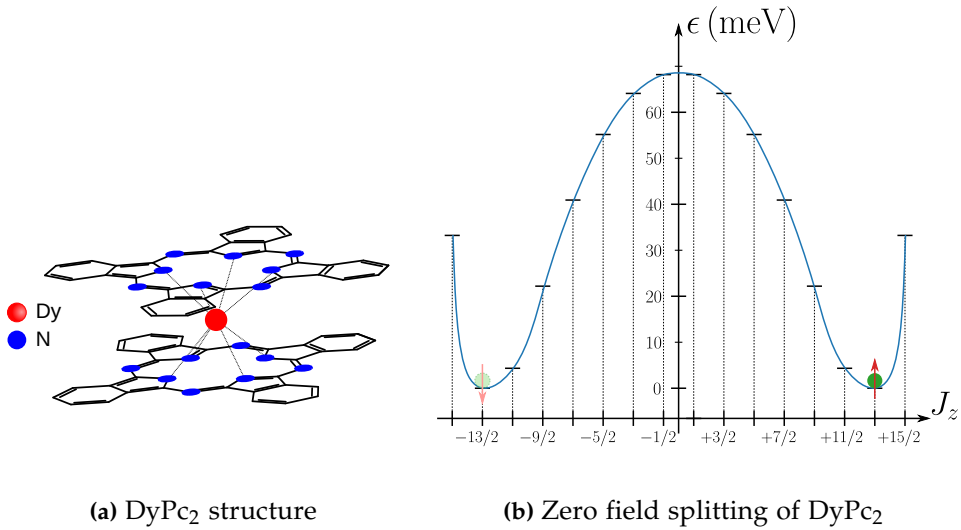 Dy
N
ϵ (meV)
60
50
40
30
60
10
0
J_z
−13/2
−9/2
−5/2
−1/2
+3/2
+7/2
+11/2
+15/2
(a) DyPc₂ structure
(b) Zero field splitting of DyPc₂